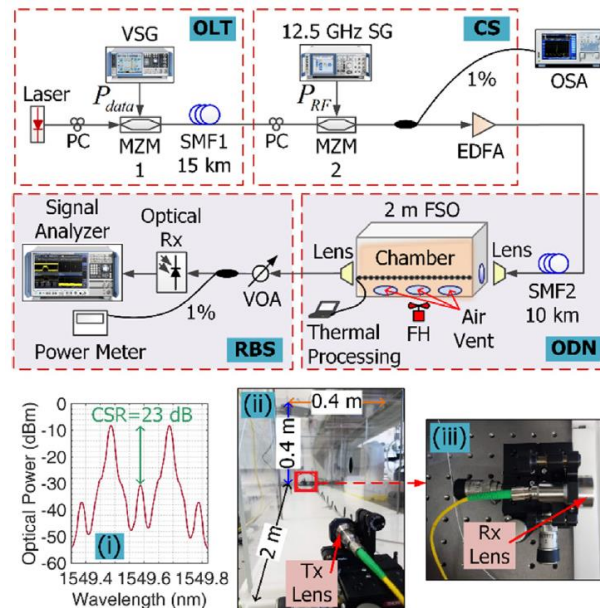 OLT
VSG
Laser
P_data
PC
MZM
1
SMF1
15 km
CS
12.5 GHz SG
P_RF
PC
MZM
2
1%
EDFA
OSA
Signal
Analyzer
Optical
Rx
1%
VOA
Power Meter
RBS
2 m FSO
Lens
Chamber
Lens
Thermal
Processing
FH
Air
Vent
SMF2
10 km
ODN
CSR=23 dB
Optical Power (dBm)
0
-10
-20
-30
-40
-50
-60
(i)
1549.4 1549.6 1549.8
Wavelength (nm)
(ii)
0.4 m
0.4 m
2 m
Tx
Lens
(iii)
Rx
Lens